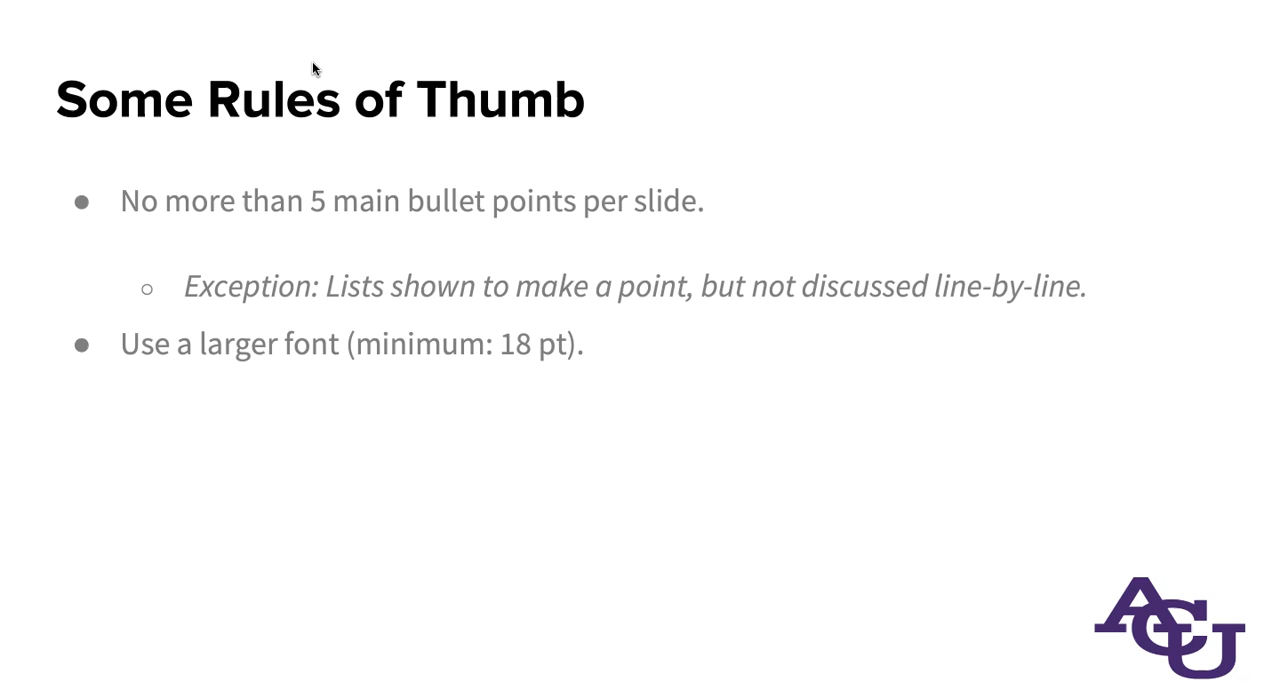 Some Rules of Thumb
● No more than 5 main bullet points per slide.
○ Exception: Lists shown to make a point, but not discussed line-by-line.
● Use a larger font (minimum: 18 pt).
ACU